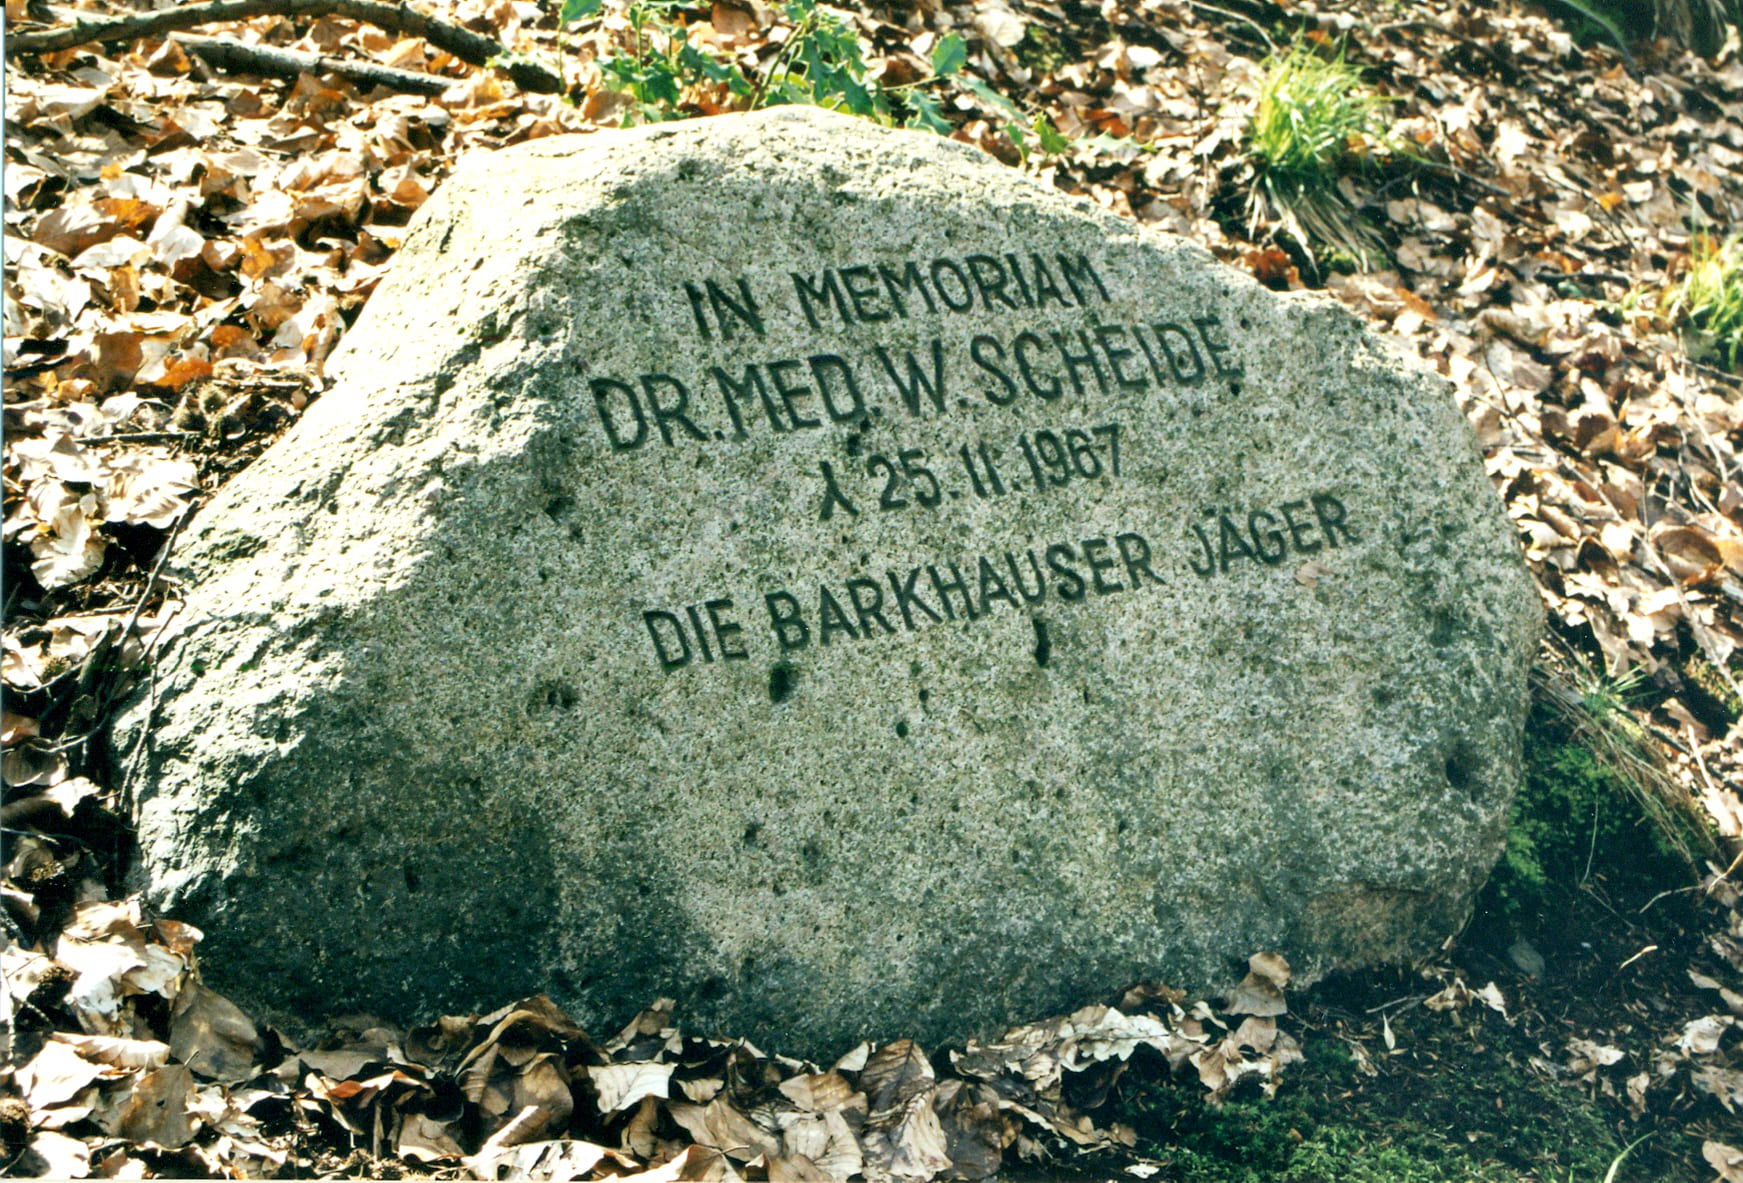 IN MEMORIAM
DR. MED. W. SCHEIDE
⅄ 25.11.1967
DIE BARKHAUSER JÄGER